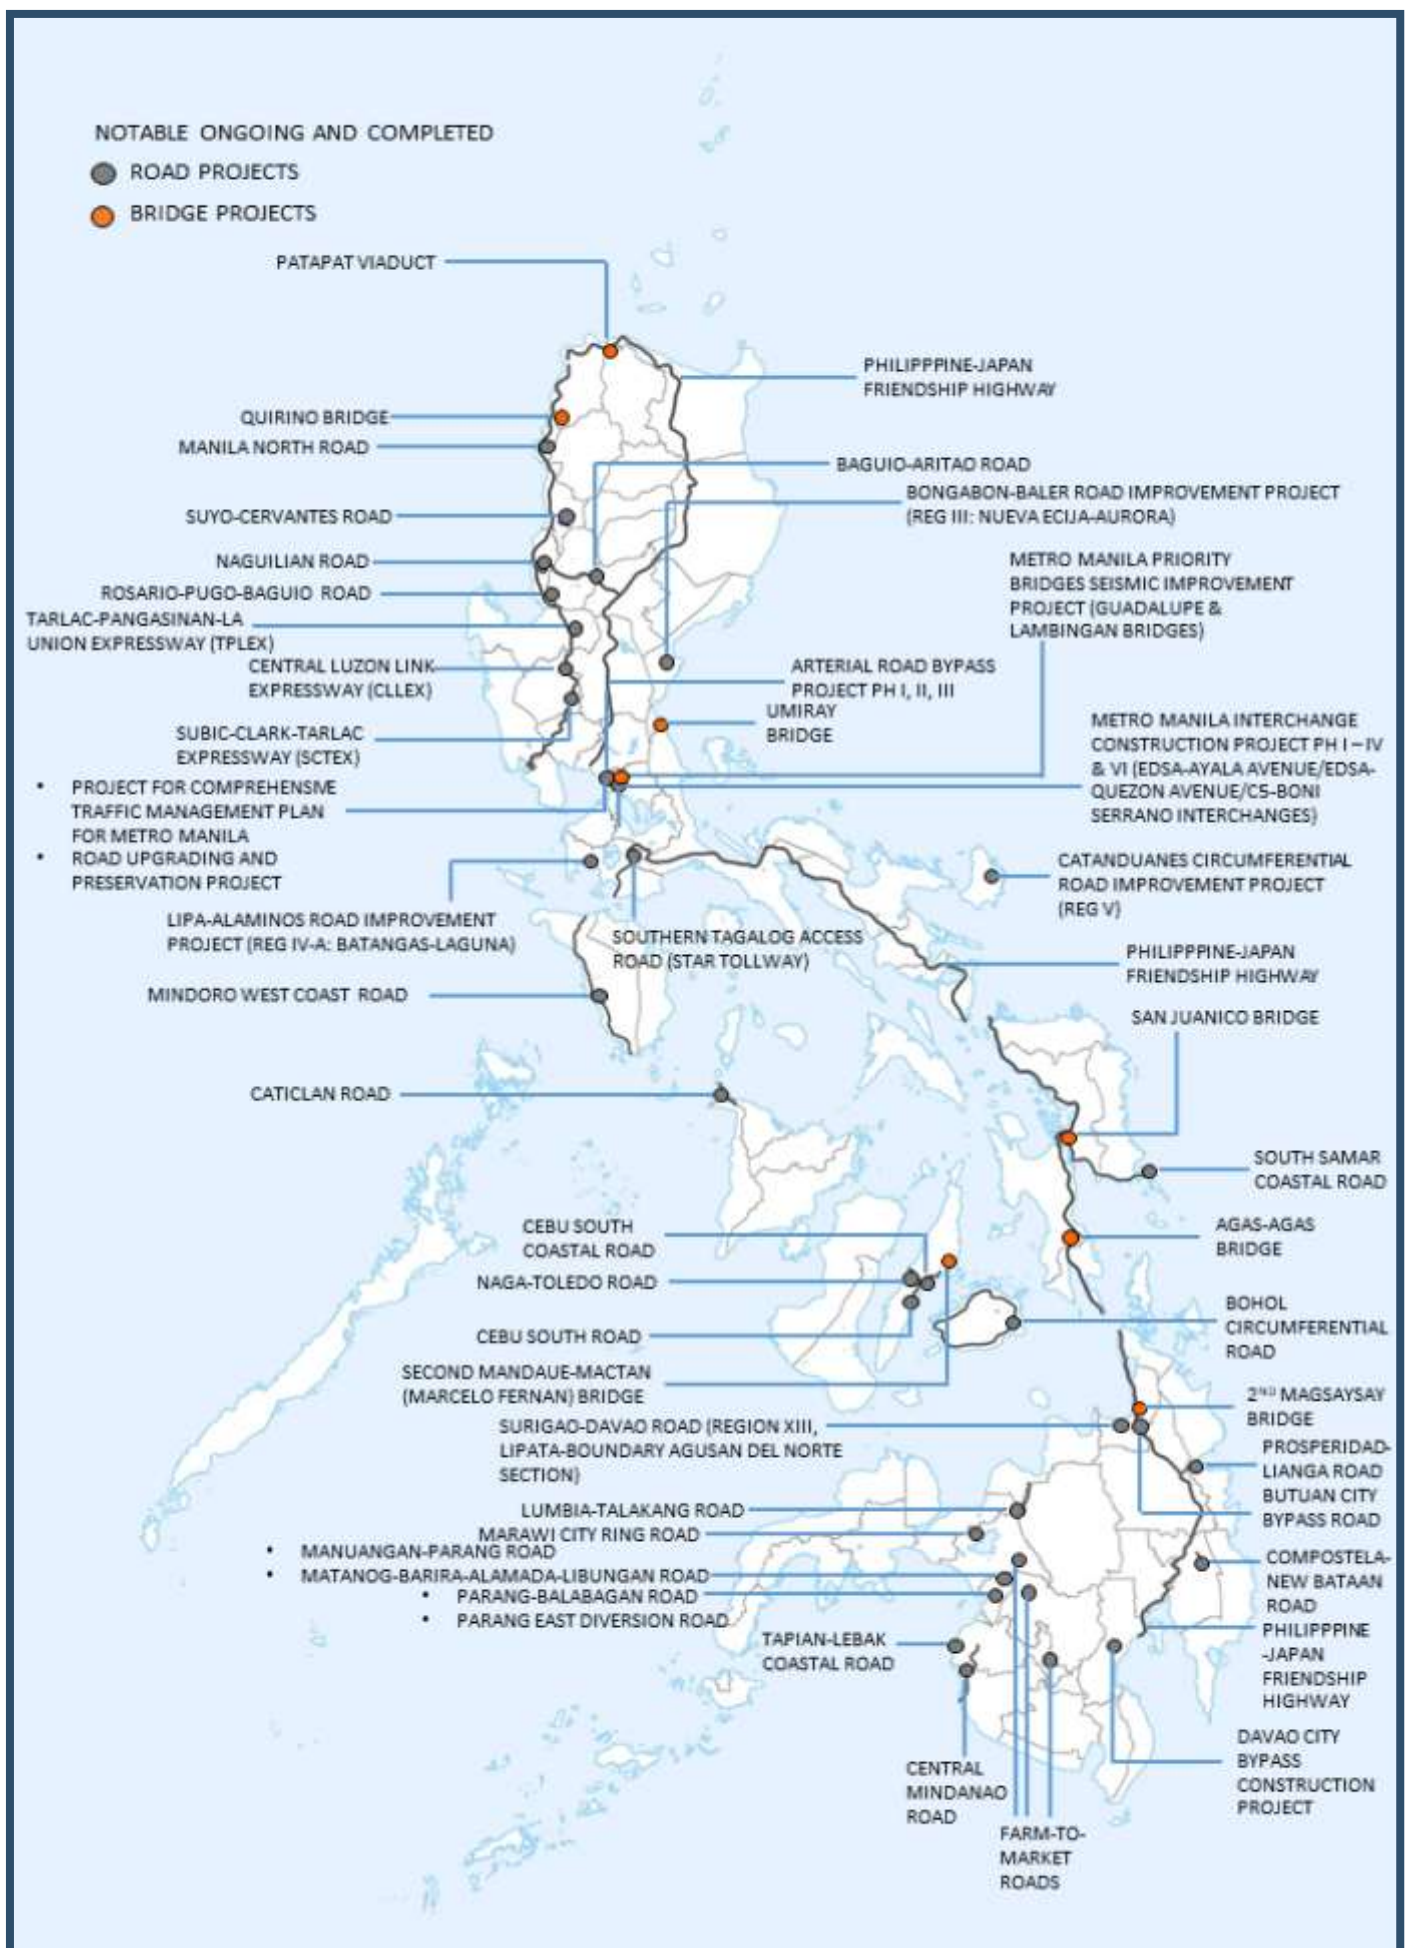 NOTABLE ONGOING AND COMPLETED
ROAD PROJECTS
BRIDGE PROJECTS
PATAPAT VIADUCT
PHILIPPPINE-JAPAN
FRIENDSHIP HIGHWAY
QUIRINO BRIDGE
MANILA NORTH ROAD
BAGUIO-ARITAO ROAD
BONGABON-BALER ROAD IMPROVEMENT PROJECT
(REG III: NUEVA ECIJA-AURORA)
SUYO-CERVANTES ROAD
NAGUILIAN ROAD
METRO MANILA PRIORITY
BRIDGES SEISMIC IMPROVEMENT
PROJECT (GUADALUPE &
LAMBINGAN BRIDGES)
ROSARIO-PUGO-BAGUIO ROAD
TARLAC-PANGASINAN-LA
UNION EXPRESSWAY (TPLEX)
CENTRAL LUZON LINK
EXPRESSWAY (CLLEX)
ARTERIAL ROAD BYPASS
PROJECT PH I, II, III
UMIRAY
BRIDGE
SUBIC-CLARK-TARLAC
EXPRESSWAY (SCTEX)
METRO MANILA INTERCHANGE
CONSTRUCTION PROJECT PH I – IV
& VI (EDSA-AYALA AVENUE/EDSA-
QUEZON AVENUE/C5-BONI
SERRANO INTERCHANGES)
• PROJECT FOR COMPREHENSME
TRAFFIC MANAGEMENT PLAN
FOR METRO MANILA
• ROAD UPGRADING AND
PRESERVATION PROJECT
CATANDUANES CIRCUMFERENTIAL
ROAD IMPROVEMENT PROJECT
(REG V)
LIPA-ALAMINOS ROAD IMPROVEMENT
PROJECT (REG IV-A: BATANGAS-LAGUNA)
SOUTHERN TAGALOG ACCESS
ROAD (STAR TOLLWAY)
PHILIPPPINE-JAPAN
FRIENDSHIP HIGHWAY
MINDORO WEST COAST ROAD
SAN JUANICO BRIDGE
CATICLAN ROAD
SOUTH SAMAR
COASTAL ROAD
CEBU SOUTH
COASTAL ROAD
AGAS-AGAS
BRIDGE
NAGA-TOLEDO ROAD
CEBU SOUTH ROAD
BOHOL
CIRCUMFERENTIAL
ROAD
SECOND MANDAUE-MACTAN
(MARCELO FERNAN) BRIDGE
2ND MAGSAYSAY
BRIDGE
SURIGAO-DAVAO ROAD (REGION XIII,
LIPATA-BOUNDARY AGUSAN DEL NORTE
SECTION)
PROSPERIDAD-
LIANGA ROAD
BUTUAN CITY
BYPASS ROAD
LUMBIA-TALAKANG ROAD
MARAWI CITY RING ROAD
• MANUANGAN-PARANG ROAD
• MATANOG-BARIRA-ALAMADA-LIBUNGAN ROAD
• PARANG-BALABAGAN ROAD
• PARANG EAST DIVERSION ROAD
COMPOSTELA-
NEW BATAAN
ROAD
TAPIAN-LEBAK
COASTAL ROAD
PHILIPPPINE
-JAPAN
FRIENDSHIP
HIGHWAY
DAVAO CITY
BYPASS
CONSTRUCTION
PROJECT
CENTRAL
MINDANAO
ROAD
FARM-TO-
MARKET
ROADS